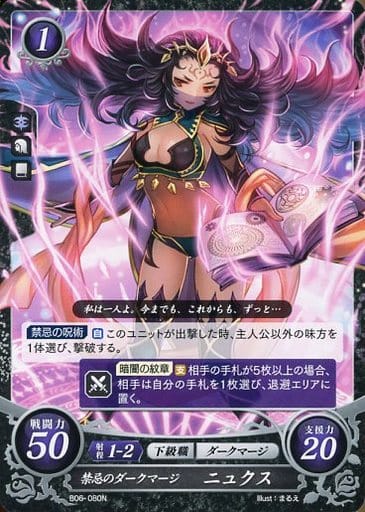 1
私は一人よ。今までも、これからも、ずっと…
禁忌の呪術 自 このユニットが出撃した時、主人公以外の味方を
1体選び、撃破する。
暗闇の紋章 支 相手の手札が5枚以上の場合、
相手は自分の手札を1枚選び、退避エリアに
置く。
戦闘力
50
射程 1-2 下級職 ダークマージ
支援力
20
禁忌のダークマージ ニュクス
B06-080N
Illust:まるえ